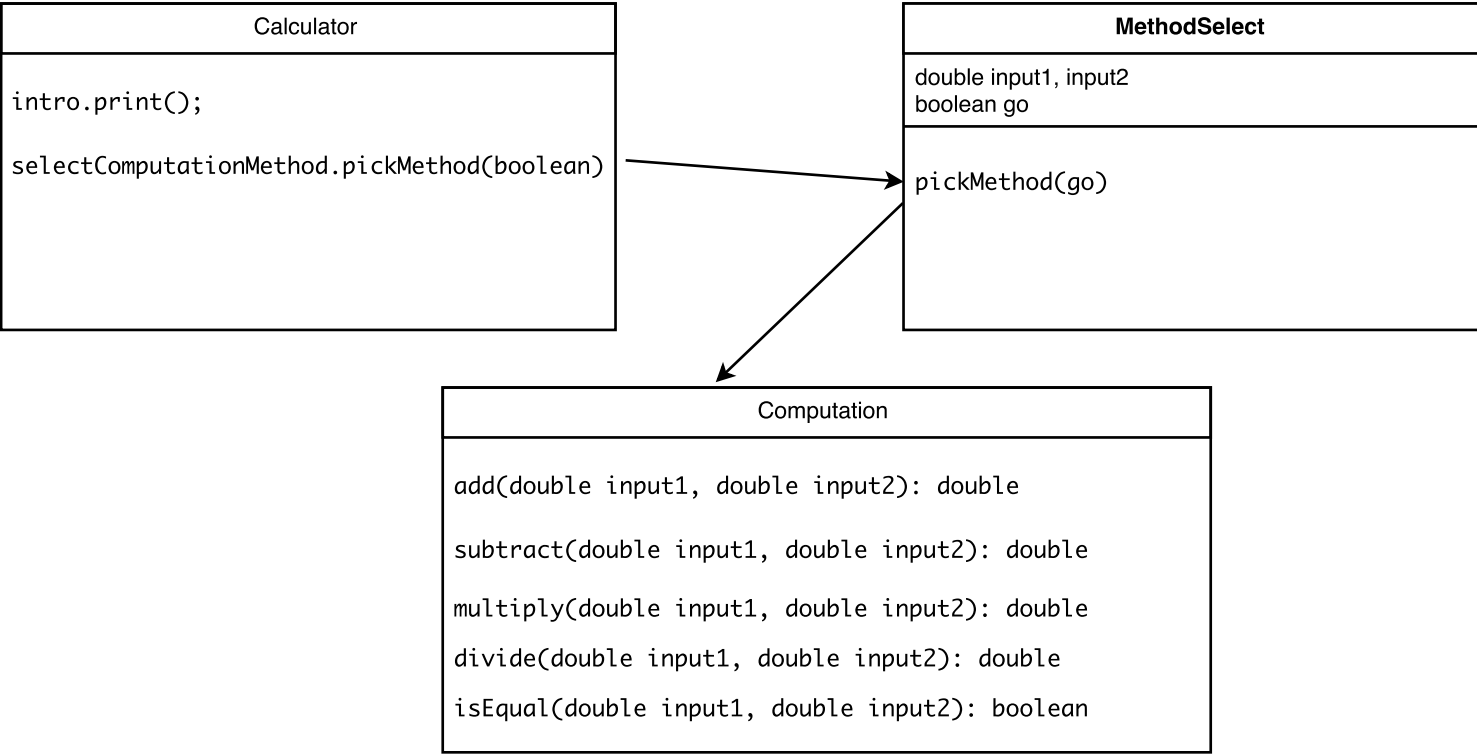 Calculator
intro.print();
selectComputationMethod.pickMethod(boolean)
MethodSelect
double input1, input2
boolean go
pickMethod(go)
Computation
add(double input1, double input2): double
subtract(double input1, double input2): double
multiply(double input1, double input2): double
divide(double input1, double input2): double
isEqual(double input1, double input2): boolean